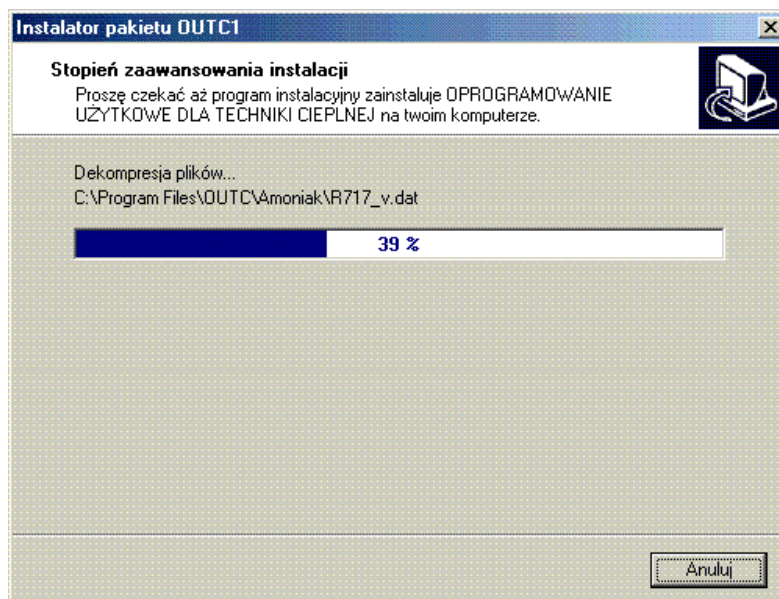 Instalator pakietu OUTC1
Stopień zaawansowania instalacji
Proszę czekać aż program instalacyjny zainstaluje OPROGRAMOWANIE
UŻYTKOWE DLA TECHNIKI CIEPLNEJ na twoim komputerze.
Dekompresja plików...
C:\Program Files\OUTC\Amoniak\R717_v.dat
39 %
Anuluj